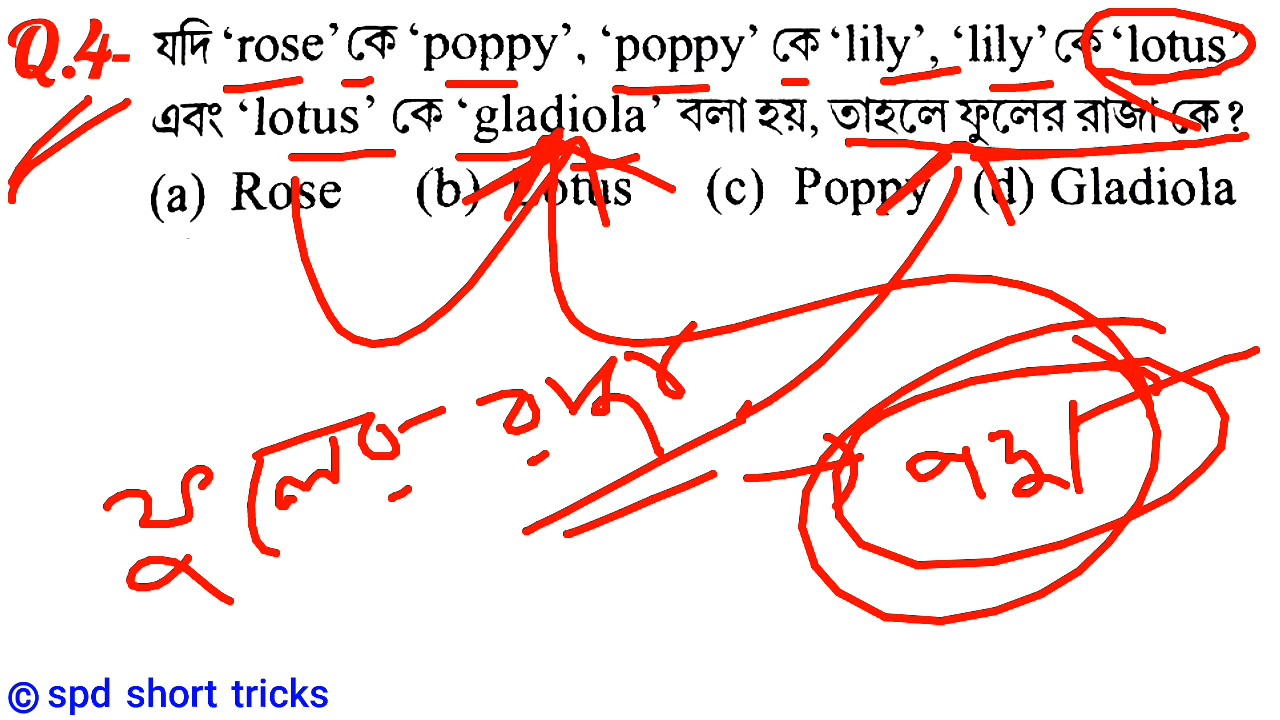 Q.4- যদি ‘rose’ কে ‘poppy’, ‘poppy’ কে ‘lily’, ‘lily’ কে ‘lotus’
এবং ‘lotus’ কে ‘gladiola’ বলা হয়, তাহলে ফুলের রাজা কে?
(a) Rose (b) Lotus (c) Poppy (d) Gladiola
ফুলের রাজা
পদ্ম
© spd short tricks